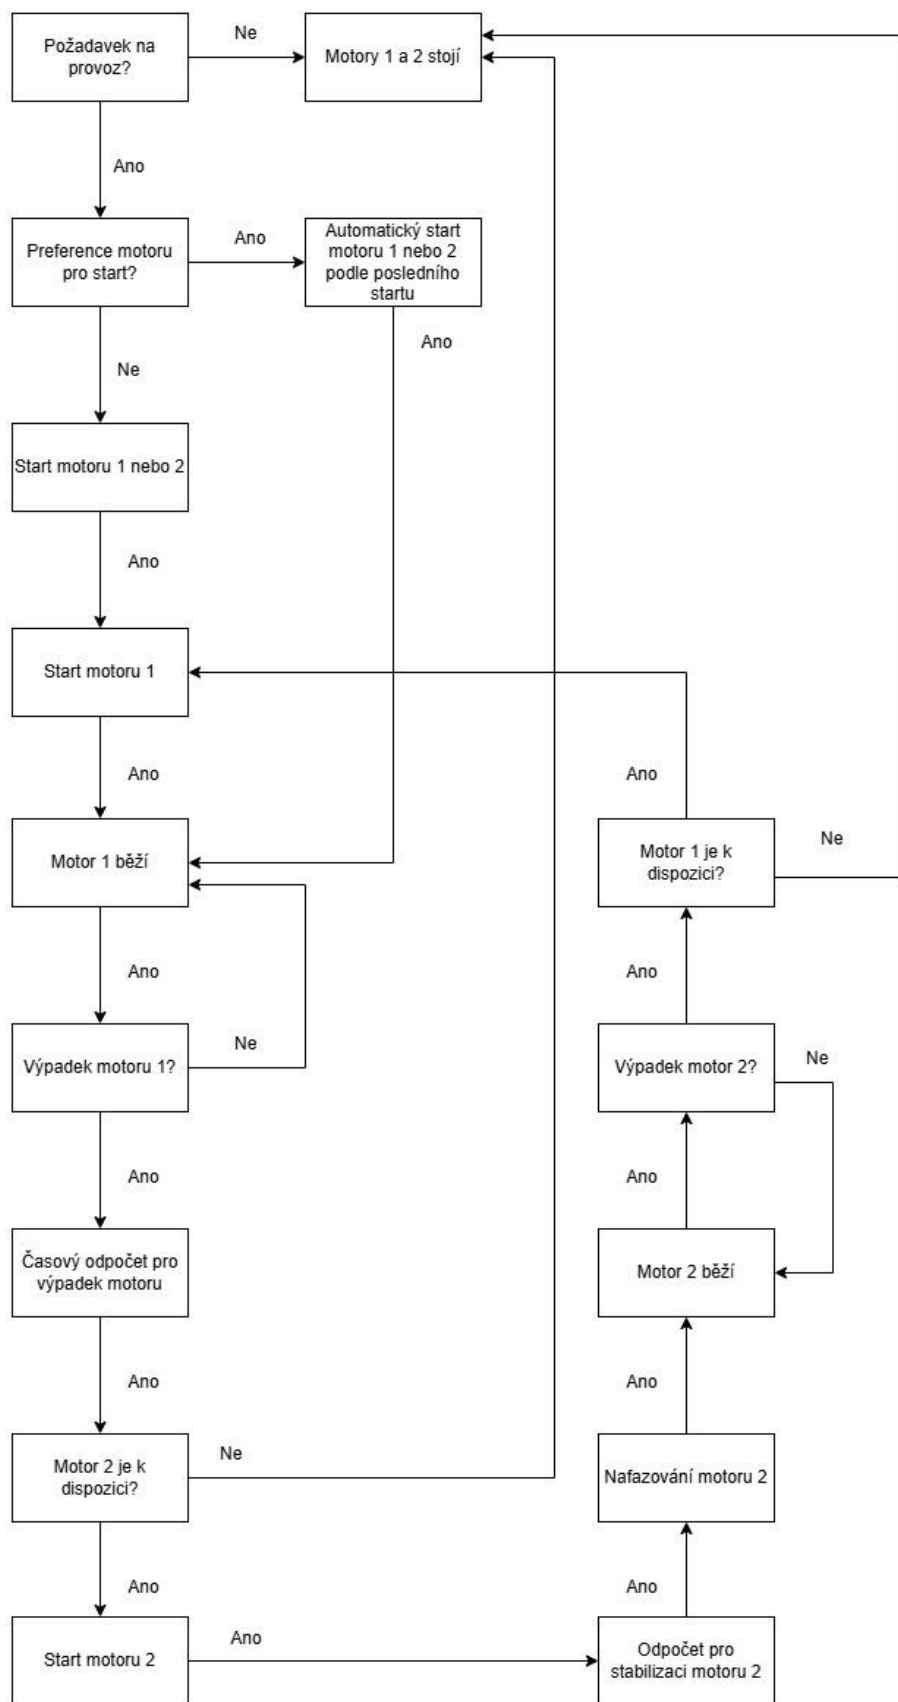 Požadavek na
provoz?
Ne
Motory 1 a 2 stojí
Ano
Preference motoru
pro start?
Ano
Automatický start
motoru 1 nebo 2
podle posledního
startu
Ne
Ano
Start motoru 1 nebo 2
Ano
Start motoru 1
Ano
Ano
Motor 1 běží
Motor 1 je k
dispozici?
Ne
Ano
Ano
Výpadek motoru 1?
Ne
Výpadek motor 2?
Ne
Ano
Ano
Časový odpočet pro
výpadek motoru
Motor 2 běží
Ano
Ano
Motor 2 je k
dispozici?
Ne
Nafazování motoru 2
Ano
Ano
Start motoru 2
Ano
Odpočet pro
stabilizaci motoru 2